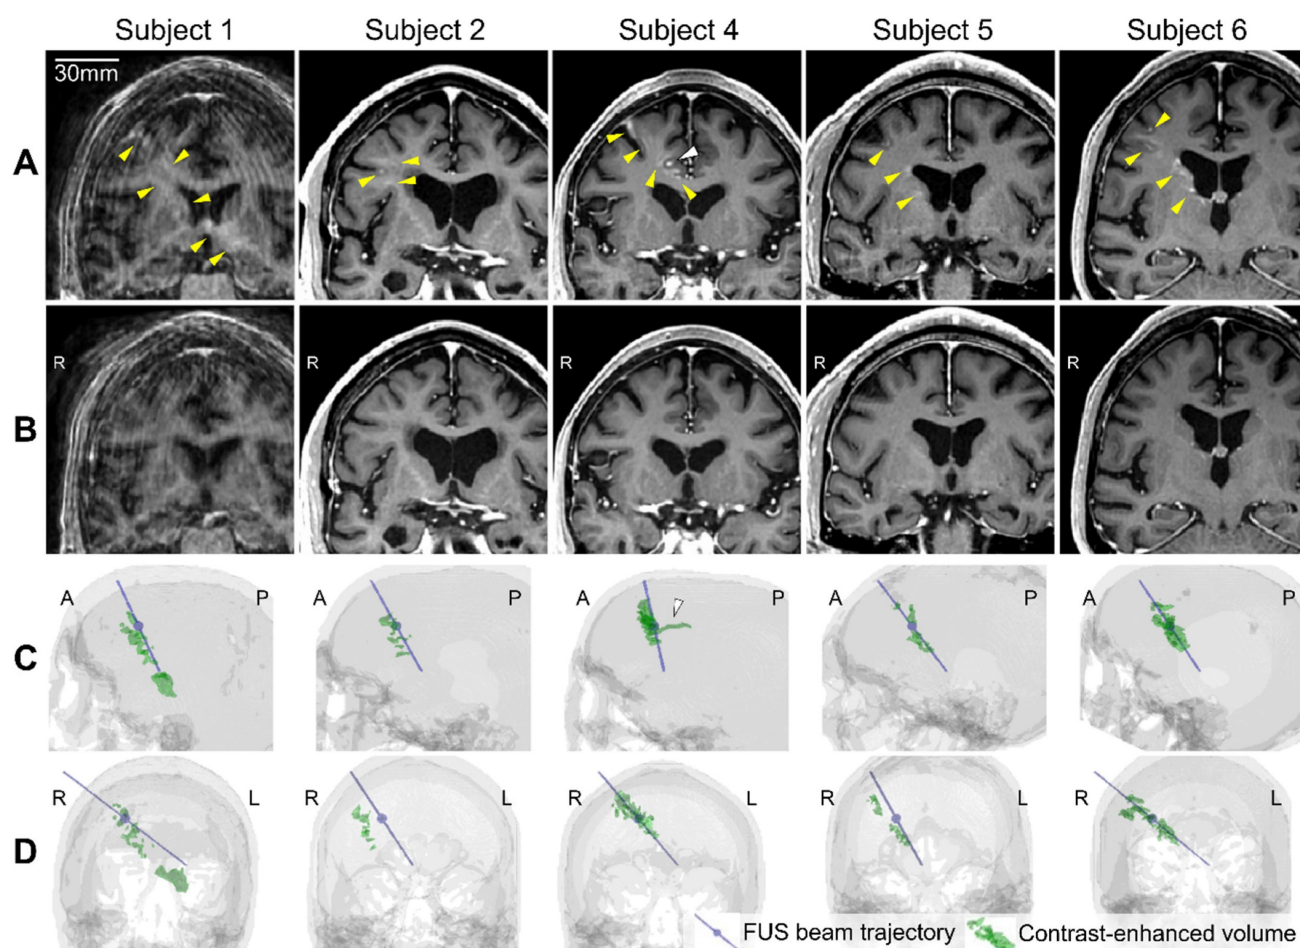 Subject 1 Subject 2 Subject 4 Subject 5 Subject 6
30mm
A
R R R R
B
A P A P A P A P A P
C
R L R L R L R L R L
D
FUS beam trajectory Contrast-enhanced volume